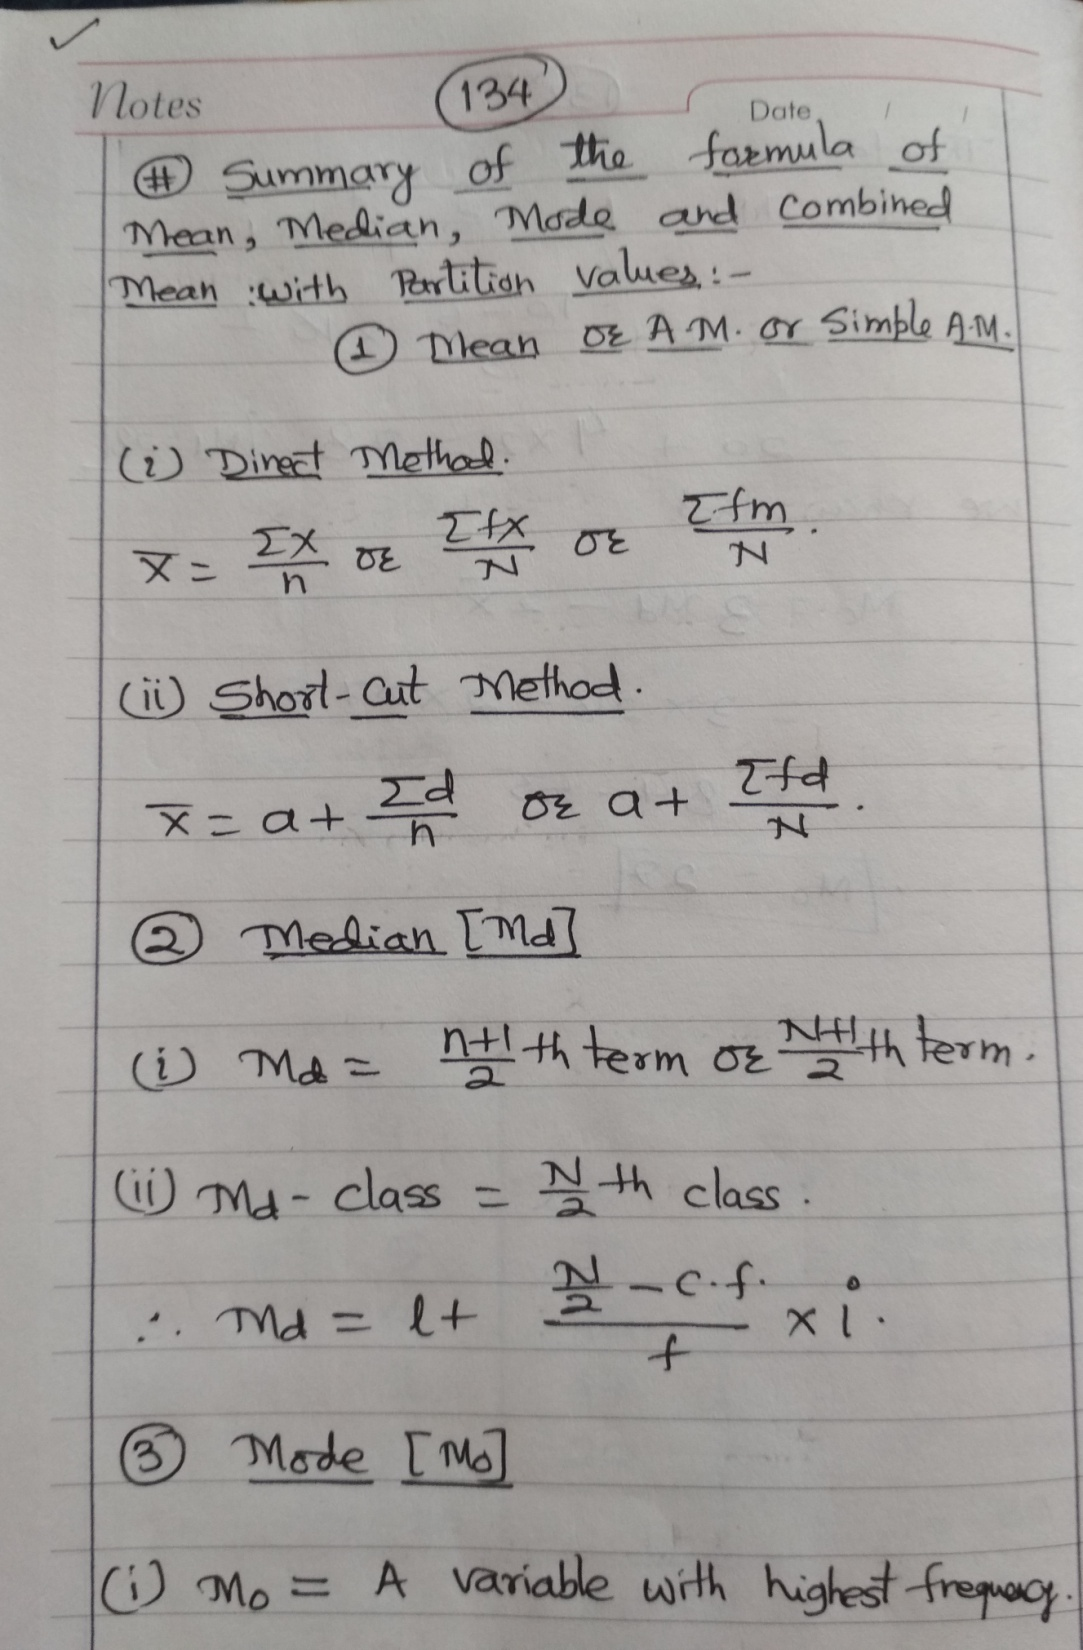 Notes 134 Date / /
# Summary of the formula of
Mean, Median, Mode and Combined
Mean :with Partition values:-
① Mean or A.M. or Simple A.M.
(i) Direct Method.
x̄ = Σx/n or Σfx/N or Σfm/N.
(ii) Short-Cut Method.
x̄ = a + Σd/n or a + Σfd/N.
② Median [Md]
(i) Md = n+1/2 th term or N+1/2 th term.
(ii) Md - class = N/2 th class.
∴ Md = l + (N/2 - c.f.)/f × i.
③ Mode [Mo]
(i) Mo = A variable with highest frequacy.